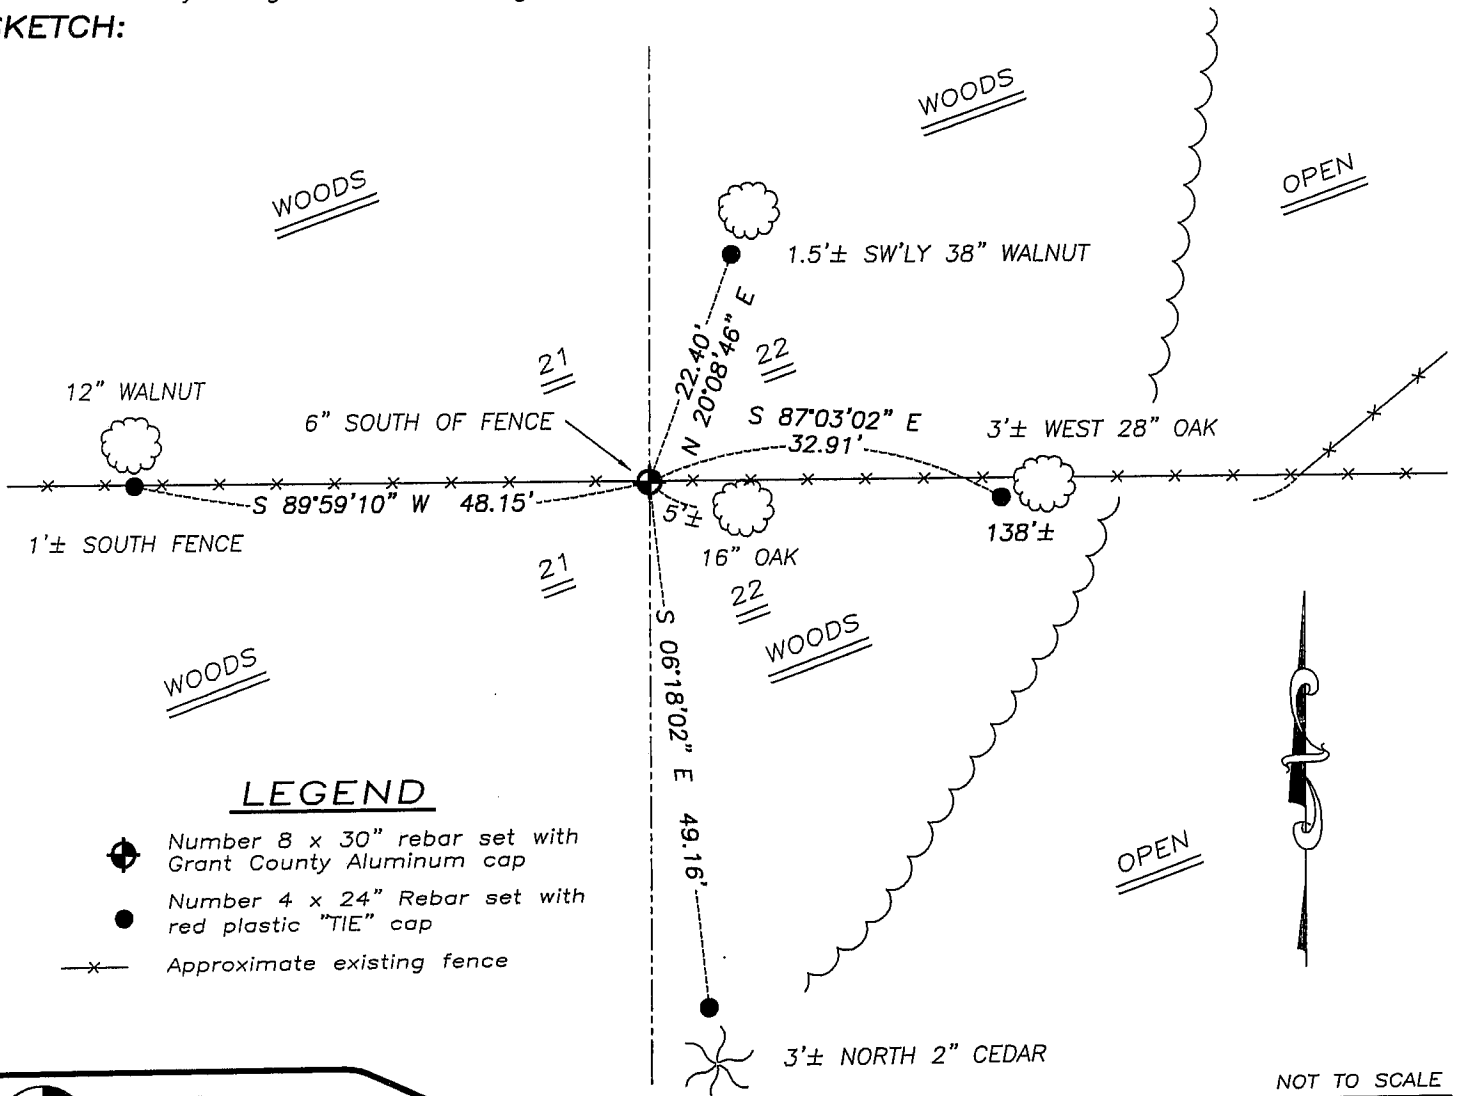 SKETCH:
WOODS
OPEN
WOODS
1.5'± SW'LY 38" WALNUT
22.40'
N 20°08'46" E
21
22
12" WALNUT
6" SOUTH OF FENCE
S 87°03'02" E
32.91'
3'± WEST 28" OAK
S 89°59'10" W 48.15'
5'±
138'±
1'± SOUTH FENCE
16" OAK
21
22
WOODS
WOODS
S 06°18'02" E 49.16'
LEGEND
Number 8 x 30" rebar set with
Grant County Aluminum cap
Number 4 x 24" Rebar set with
red plastic "TIE" cap
Approximate existing fence
OPEN
3'± NORTH 2" CEDAR
NOT TO SCALE